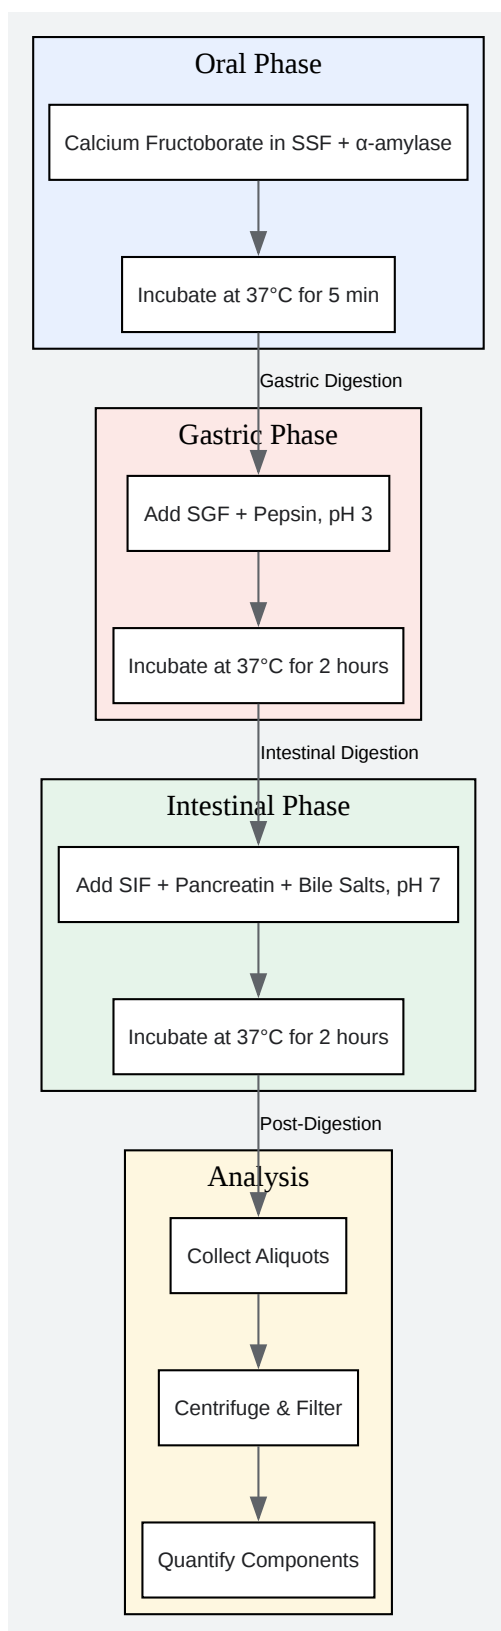 Oral Phase
Calcium Fructoborate in SSF + α-amylase
Incubate at 37°C for 5 min
Gastric Digestion
Gastric Phase
Add SGF + Pepsin, pH 3
Incubate at 37°C for 2 hours
Intestinal Digestion
Intestinal Phase
Add SIF + Pancreatin + Bile Salts, pH 7
Incubate at 37°C for 2 hours
Post-Digestion
Analysis
Collect Aliquots
Centrifuge & Filter
Quantify Components